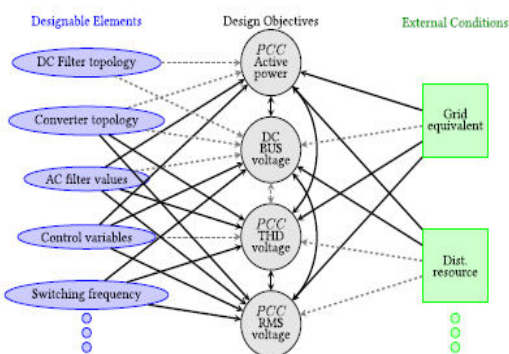 Designable Elements
Design Objectives
External Conditions
DC Filter topology
Converter topology
AC filter values
Control variables
Switching frequency
PCC
Active
power
DC
BUS
voltage
PCC
THD
voltage
PCC
RMS
voltage
Grid
equivalent
Dist.
resource